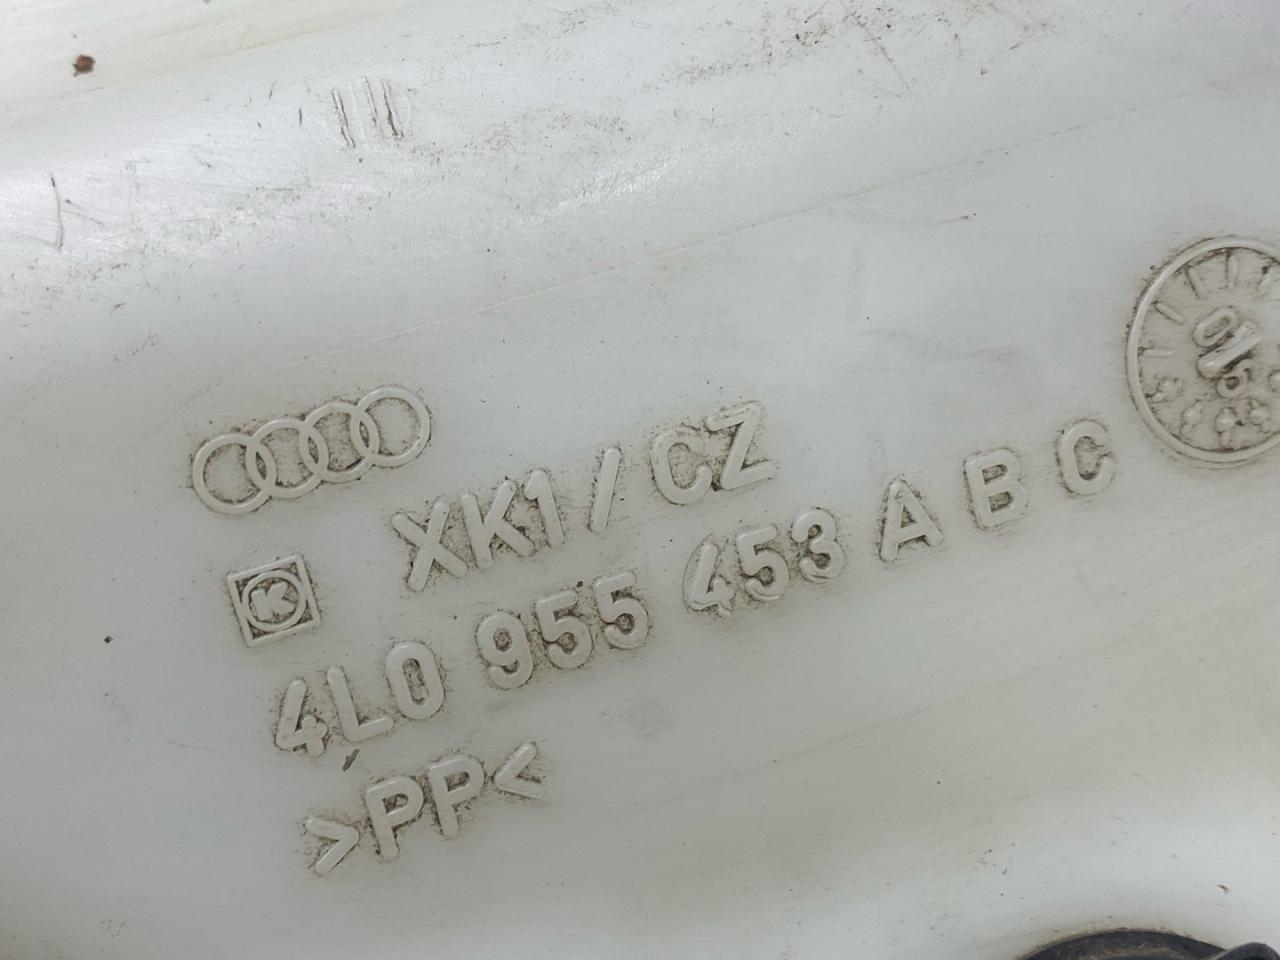 XK1/CZ
K
4L0 955 453 A B C
>PP<